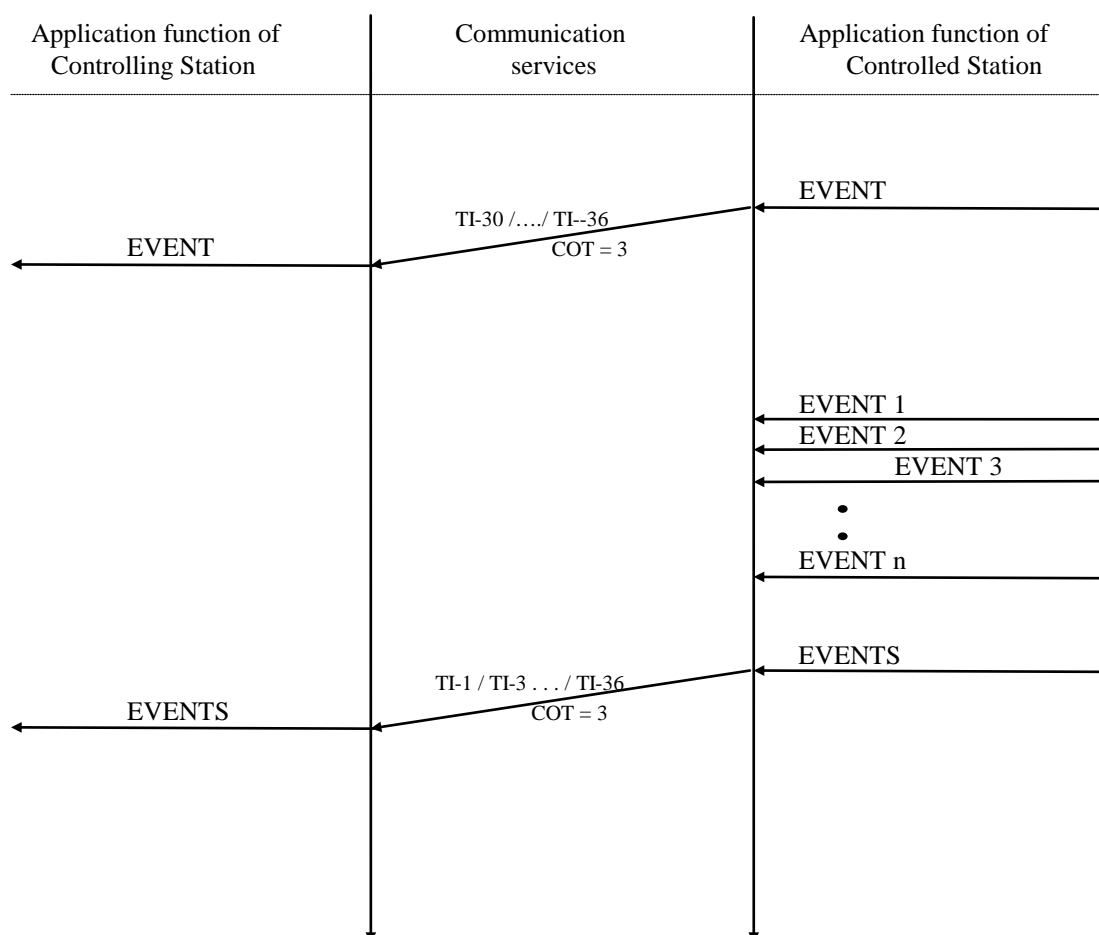 Application function of
Controlling Station
Communication
services
Application function of
Controlled Station
EVENT
TI-30 /…./ TI--36
COT = 3
EVENT
EVENT 1
EVENT 2
EVENT 3
EVENT n
EVENTS
TI-1 / TI-3 . . . / TI-36
COT = 3
EVENTS